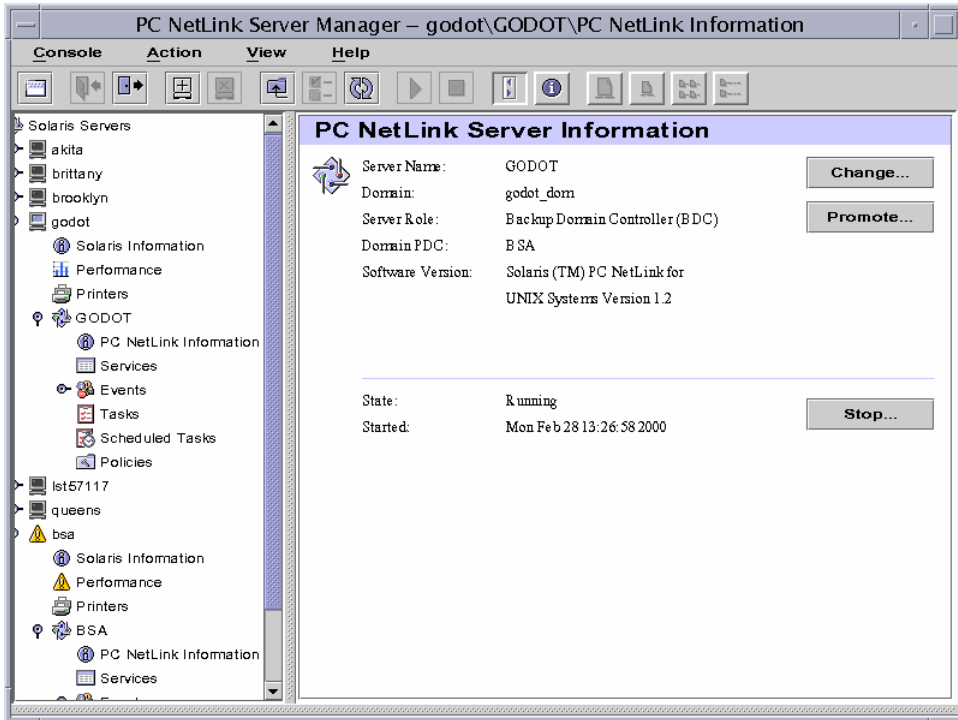 PC NetLink Server Manager – godot\GODOT\PC NetLink Information
Console Action View Help
Solaris Servers
akita
brittany
brooklyn
godot
Solaris Information
Performance
Printers
GODOT
PC NetLink Information
Services
Events
Tasks
Scheduled Tasks
Policies
lst57117
queens
bsa
Solaris Information
Performance
Printers
BSA
PC NetLink Information
Services
PC NetLink Server Information
Server Name: GODOT
Domain: godot_dom
Server Role: Backup Domain Controller (BDC)
Domain PDC: BSA
Software Version: Solaris (TM) PC NetLink for
UNIX Systems Version 1.2
Change...
Promote...
State: Running
Started: Mon Feb 28 13:26:58 2000
Stop...